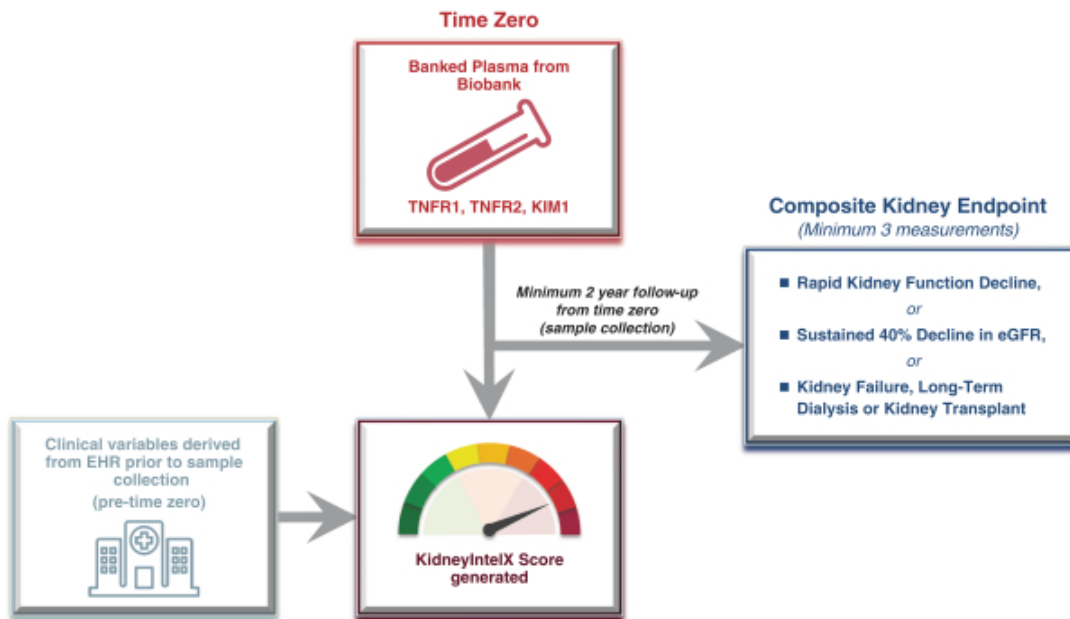 Time Zero
Banked Plasma from
Biobank
TNFR1, TNFR2, KIM1
Minimum 2 year follow-up
from time zero
(sample collection)
Composite Kidney Endpoint
(Minimum 3 measurements)
■ Rapid Kidney Function Decline,
or
■ Sustained 40% Decline in eGFR,
or
■ Kidney Failure, Long-Term
Dialysis or Kidney Transplant
Clinical variables derived
from EHR prior to sample
collection
(pre-time zero)
KidneyIntelX Score
generated